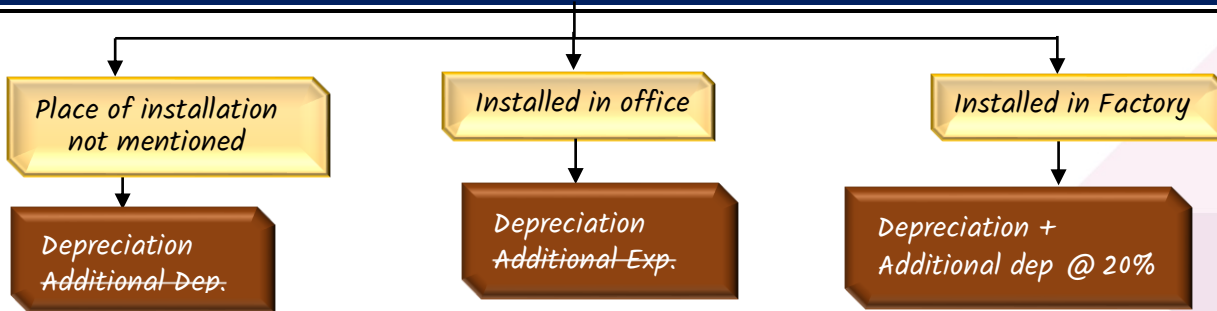 Place of installation
not mentioned
Installed in office
Installed in Factory
Depreciation
Additional Dep.
Depreciation
Additional Exp.
Depreciation +
Additional dep @ 20%